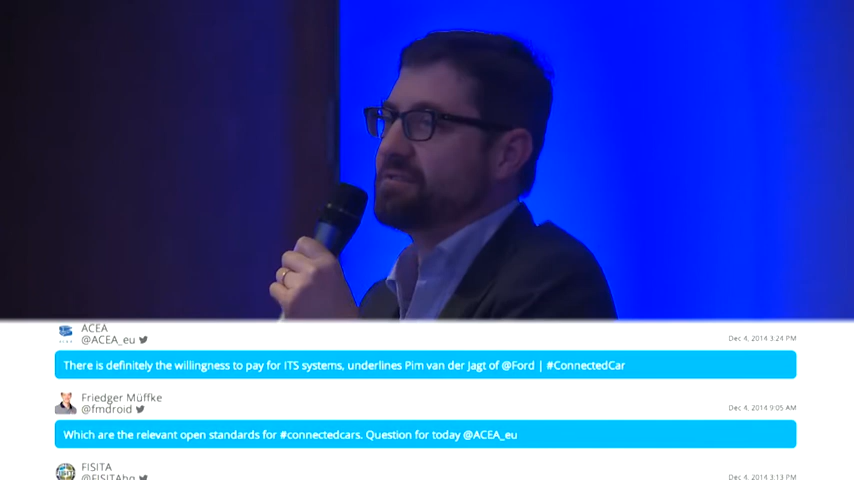 ACEA
@ACEA_eu
Dec 4, 2014 3:24 PM
There is definitely the willingness to pay for ITS systems, underlines Pim van der Jagt of @Ford | #ConnectedCar
Friedger Müffke
@fmdroid
Dec 4, 2014 9:05 AM
Which are the relevant open standards for #connectedcars. Question for today @ACEA_eu
FISITA
@FISITAhq
Dec 4, 2014 3:13 PM